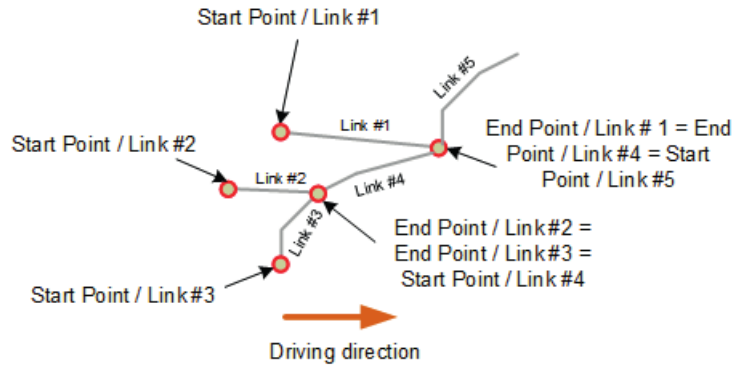 Start Point / Link #1
Link #5
Link #1
End Point / Link # 1 = End
Point / Link #4 = Start
Point / Link #5
Start Point / Link #2
Link #2
Link #4
Link #3
End Point / Link #2 =
End Point / Link #3 =
Start Point / Link #4
Start Point / Link #3
Driving direction